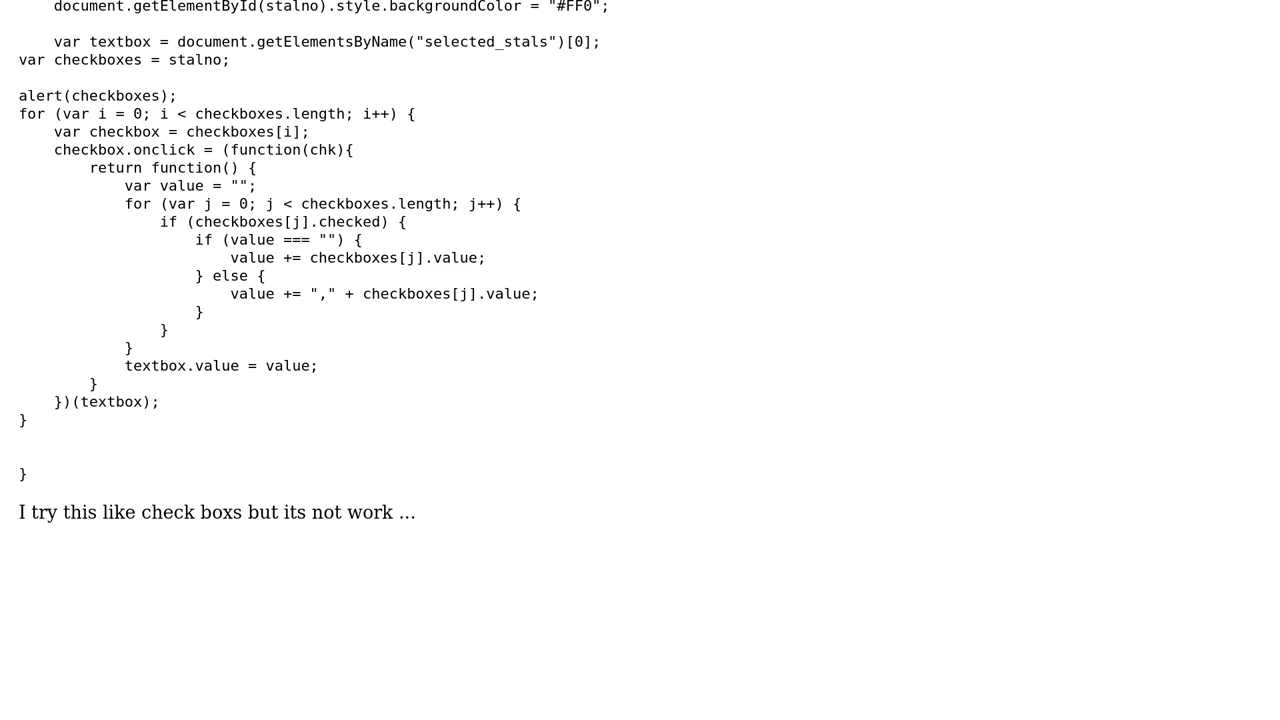 document.getElementById(stalno).style.backgroundColor = "#FF0";
var textbox = document.getElementsByName("selected_stals")[0];
var checkboxes = stalno;
alert(checkboxes);
for (var i = 0; i < checkboxes.length; i++) {
var checkbox = checkboxes[i];
checkbox.onclick = (function(chk){
return function() {
var value = "";
for (var j = 0; j < checkboxes.length; j++) {
if (checkboxes[j].checked) {
if (value === "") {
value += checkboxes[j].value;
} else {
value += "," + checkboxes[j].value;
}
}
}
textbox.value = value;
}
})(textbox);
}
}
I try this like check boxs but its not work ...